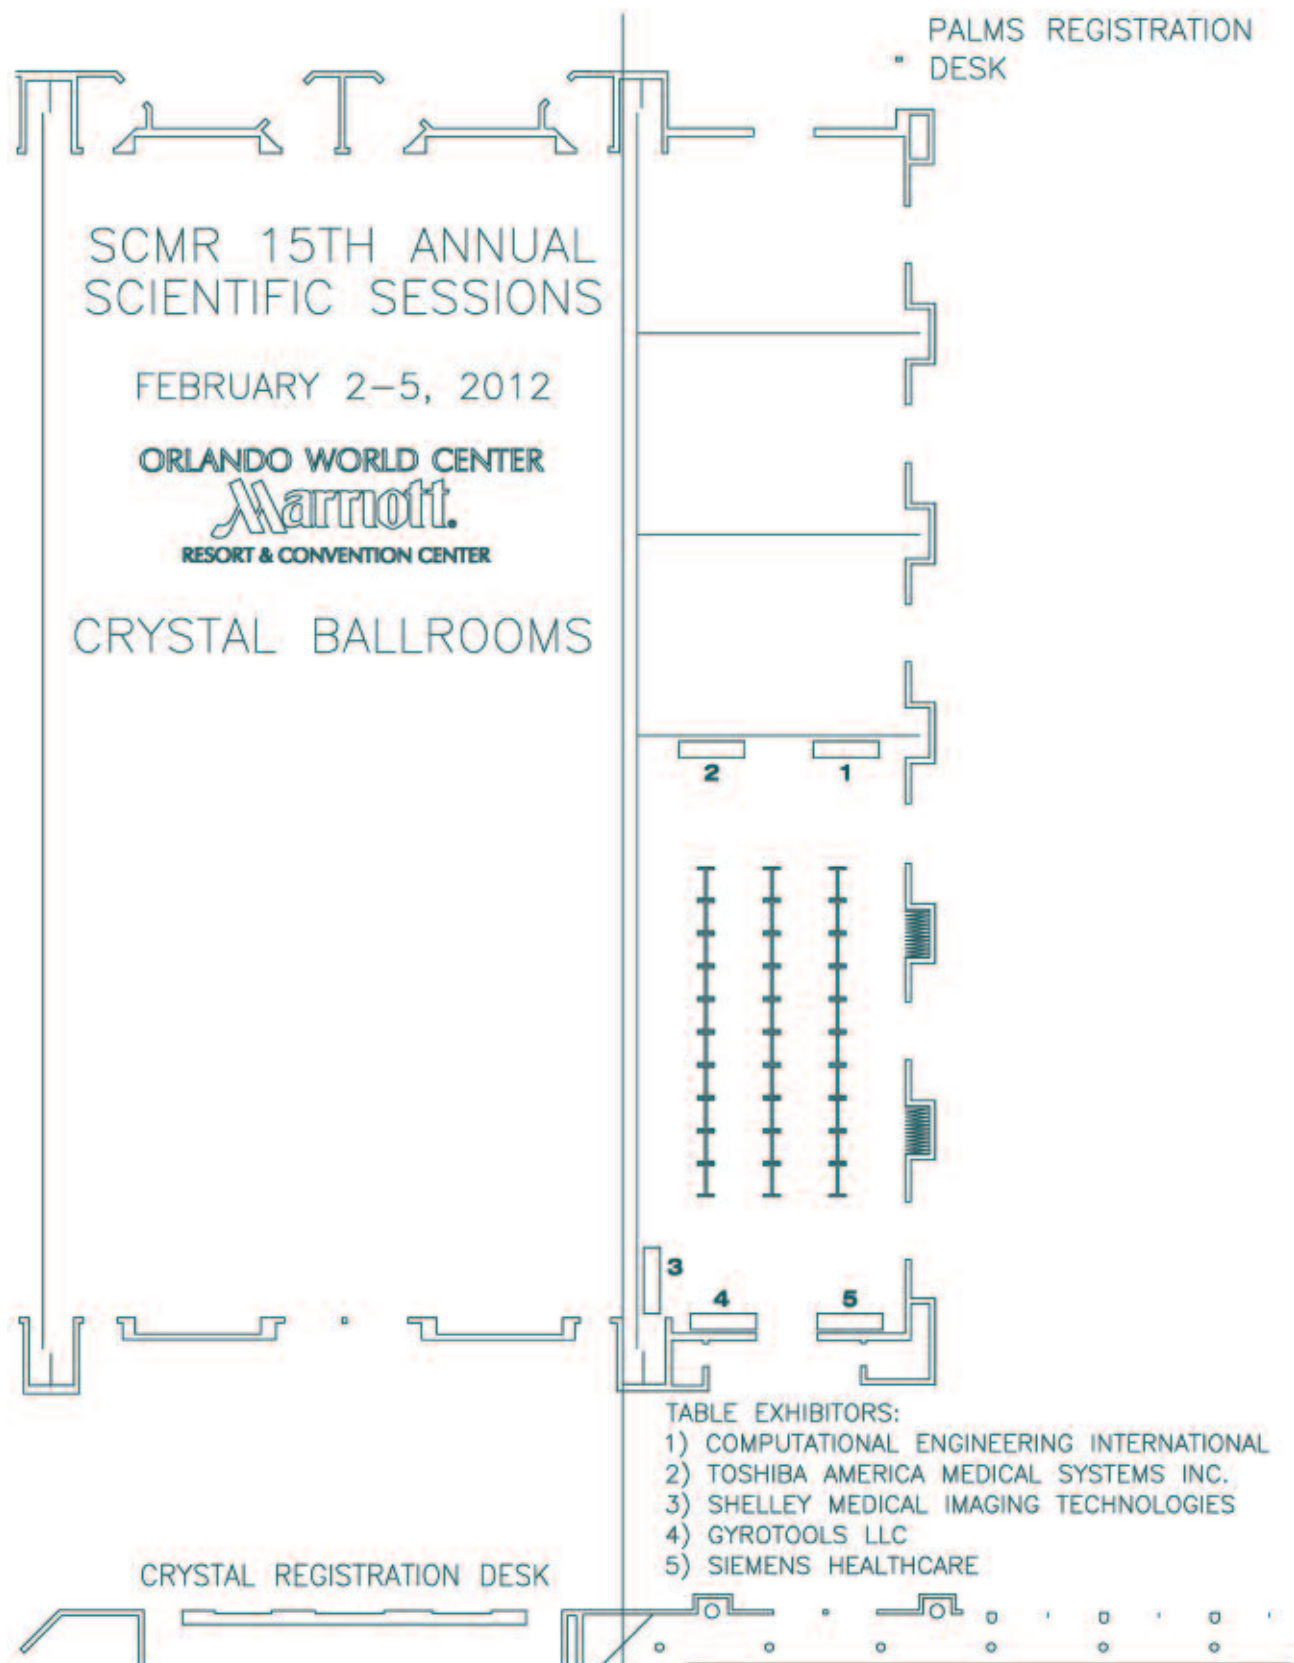 PALMS REGISTRATION
DESK
SCMR 15TH ANNUAL
SCIENTIFIC SESSIONS
FEBRUARY 2-5, 2012
ORLANDO WORLD CENTER
Marriott.
RESORT & CONVENTION CENTER
CRYSTAL BALLROOMS
2 1
3
4 5
TABLE EXHIBITORS:
1) COMPUTATIONAL ENGINEERING INTERNATIONAL
2) TOSHIBA AMERICA MEDICAL SYSTEMS INC.
3) SHELLEY MEDICAL IMAGING TECHNOLOGIES
4) GYROTOOLS LLC
5) SIEMENS HEALTHCARE
CRYSTAL REGISTRATION DESK